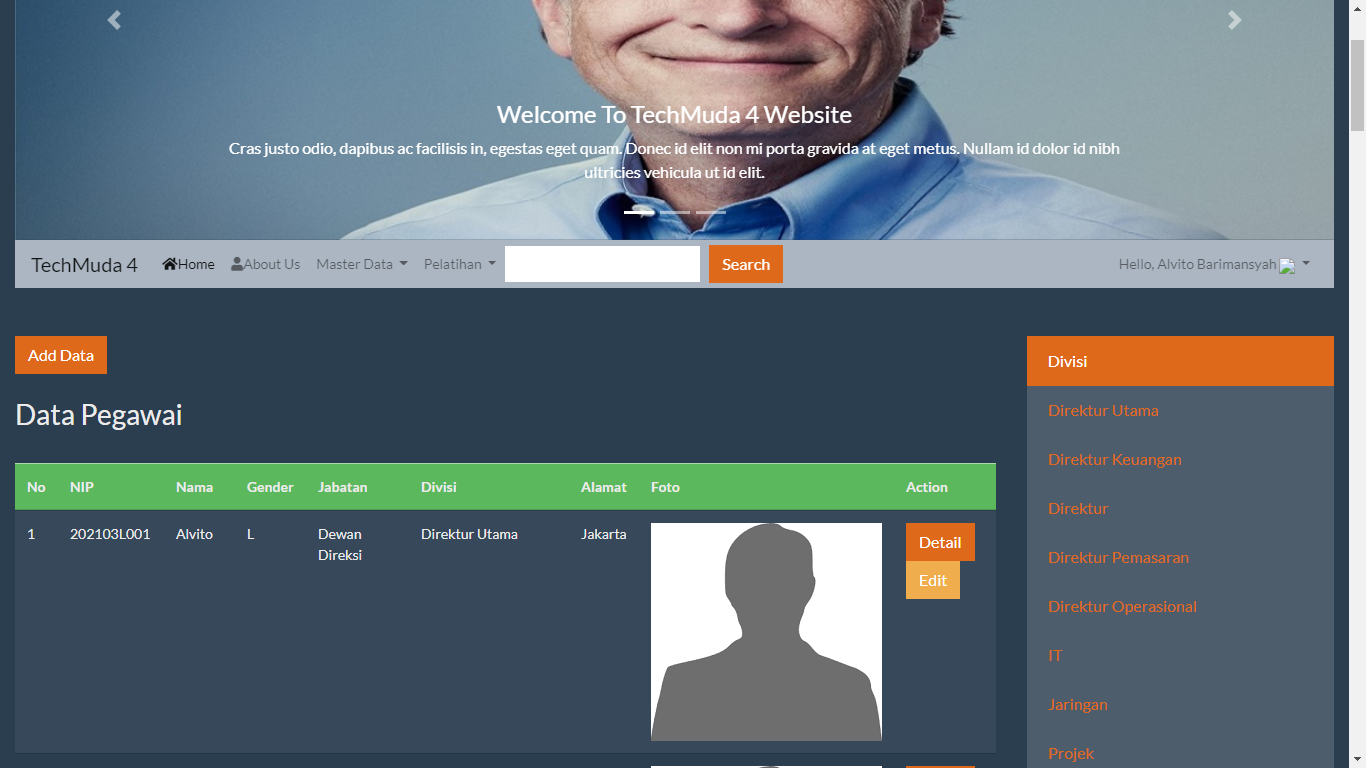 Welcome To TechMuda 4 Website
Cras justo odio, dapibus ac facilisis in, egestas eget quam. Donec id elit non mi porta gravida at eget metus. Nullam id dolor id nibh
ultricies vehicula ut id elit.
TechMuda 4 Home About Us Master Data Pelatihan Search Hello, Alvito Barimansyah
Add Data
Data Pegawai
No NIP Nama Gender Jabatan Divisi Alamat Foto Action
1 202103L001 Alvito L Dewan Direktur Utama Jakarta Detail
Direksi
Edit
Divisi
Direktur Utama
Direktur Keuangan
Direktur
Direktur Pemasaran
Direktur Operasional
IT
Jaringan
Projek